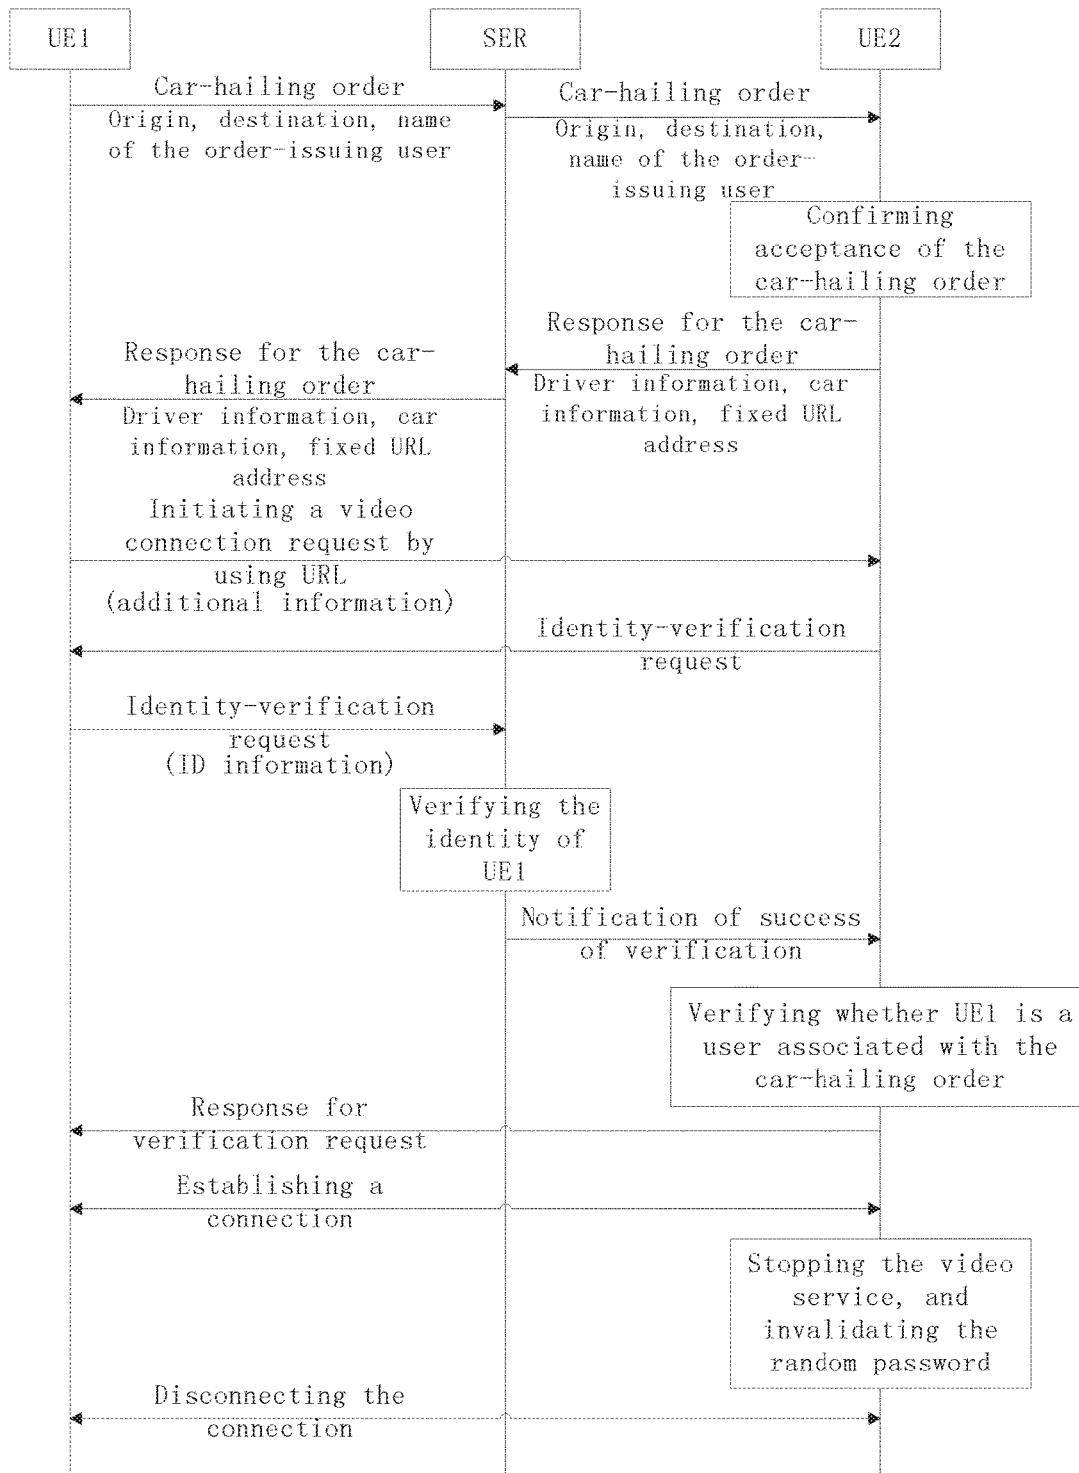 UE1
SER
UE2
Car-hailing order
Origin, destination, name
of the order-issuing user
Car-hailing order
Origin, destination,
name of the order-
issuing user
Confirming
acceptance of the
car-hailing order
Response for the car-
hailing order
Driver information, car
information, fixed URL
address
Response for the car-
hailing order
Driver information, car
information, fixed URL
address
Initiating a video
connection request by
using URL
(additional information)
Identity-verification
request
Identity-verification
request
(ID information)
Verifying the
identity of
UE1
Notification of success
of verification
Verifying whether UE1 is a
user associated with the
car-hailing order
Response for
verification request
Establishing a
connection
Stopping the video
service, and
invalidating the
random password
Disconnecting the
connection